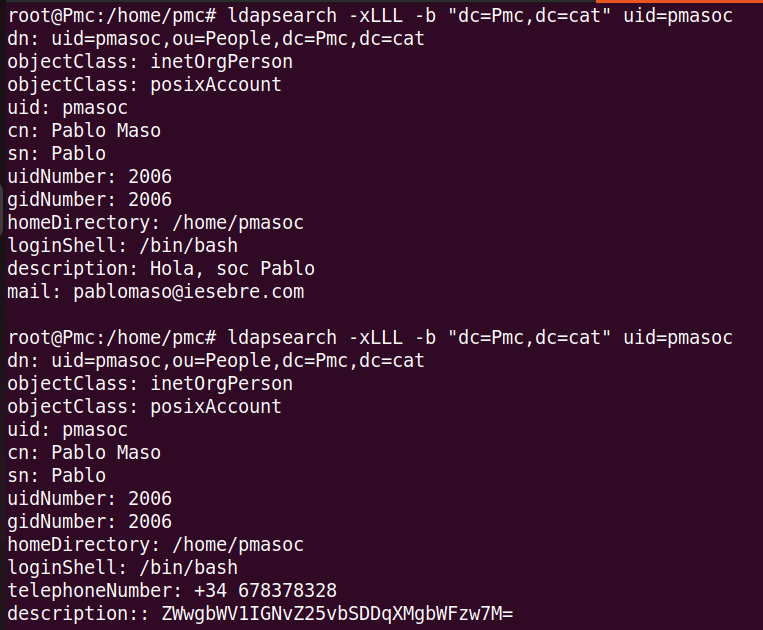 root@Pmc:/home/pmc# ldapsearch -xLLL -b "dc=Pmc,dc=cat" uid=pmasoc
dn: uid=pmasoc,ou=People,dc=Pmc,dc=cat
objectClass: inetOrgPerson
objectClass: posixAccount
uid: pmasoc
cn: Pablo Maso
sn: Pablo
uidNumber: 2006
gidNumber: 2006
homeDirectory: /home/pmasoc
loginShell: /bin/bash
description: Hola, soc Pablo
mail: pablomaso@iesebre.com
root@Pmc:/home/pmc# ldapsearch -xLLL -b "dc=Pmc,dc=cat" uid=pmasoc
dn: uid=pmasoc,ou=People,dc=Pmc,dc=cat
objectClass: inetOrgPerson
objectClass: posixAccount
uid: pmasoc
cn: Pablo Maso
sn: Pablo
uidNumber: 2006
gidNumber: 2006
homeDirectory: /home/pmasoc
loginShell: /bin/bash
telephoneNumber: +34 678378328
description:: ZWwgbWV1IGNvZ25vbSDDqXMgbWFzw7M=